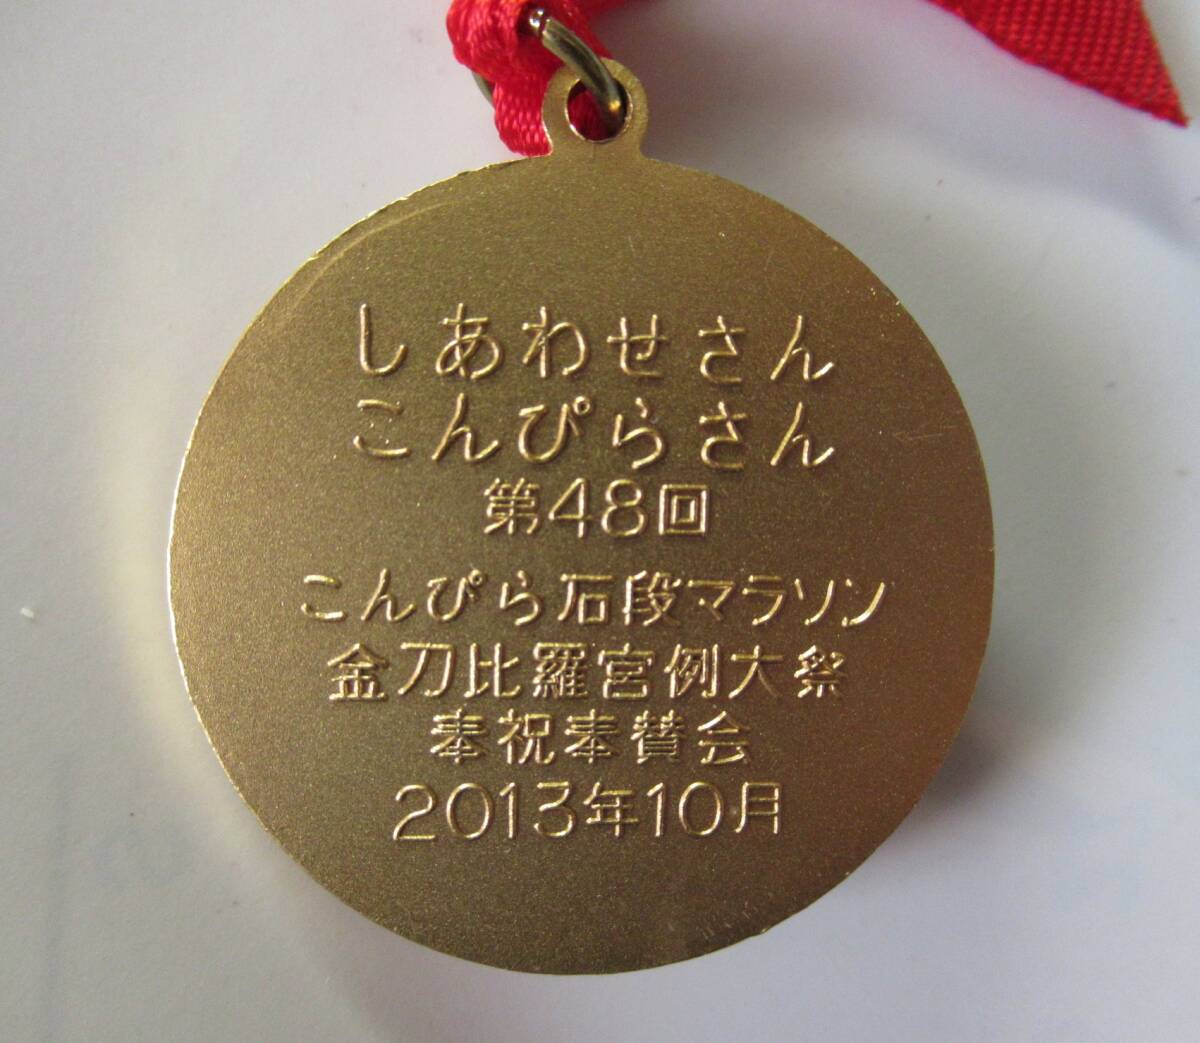 しあわせさん
こんぴらさん
第48回
こんぴら石段マラソン
金刀比羅宮例大祭
奉祝奉賛会
2013年10月